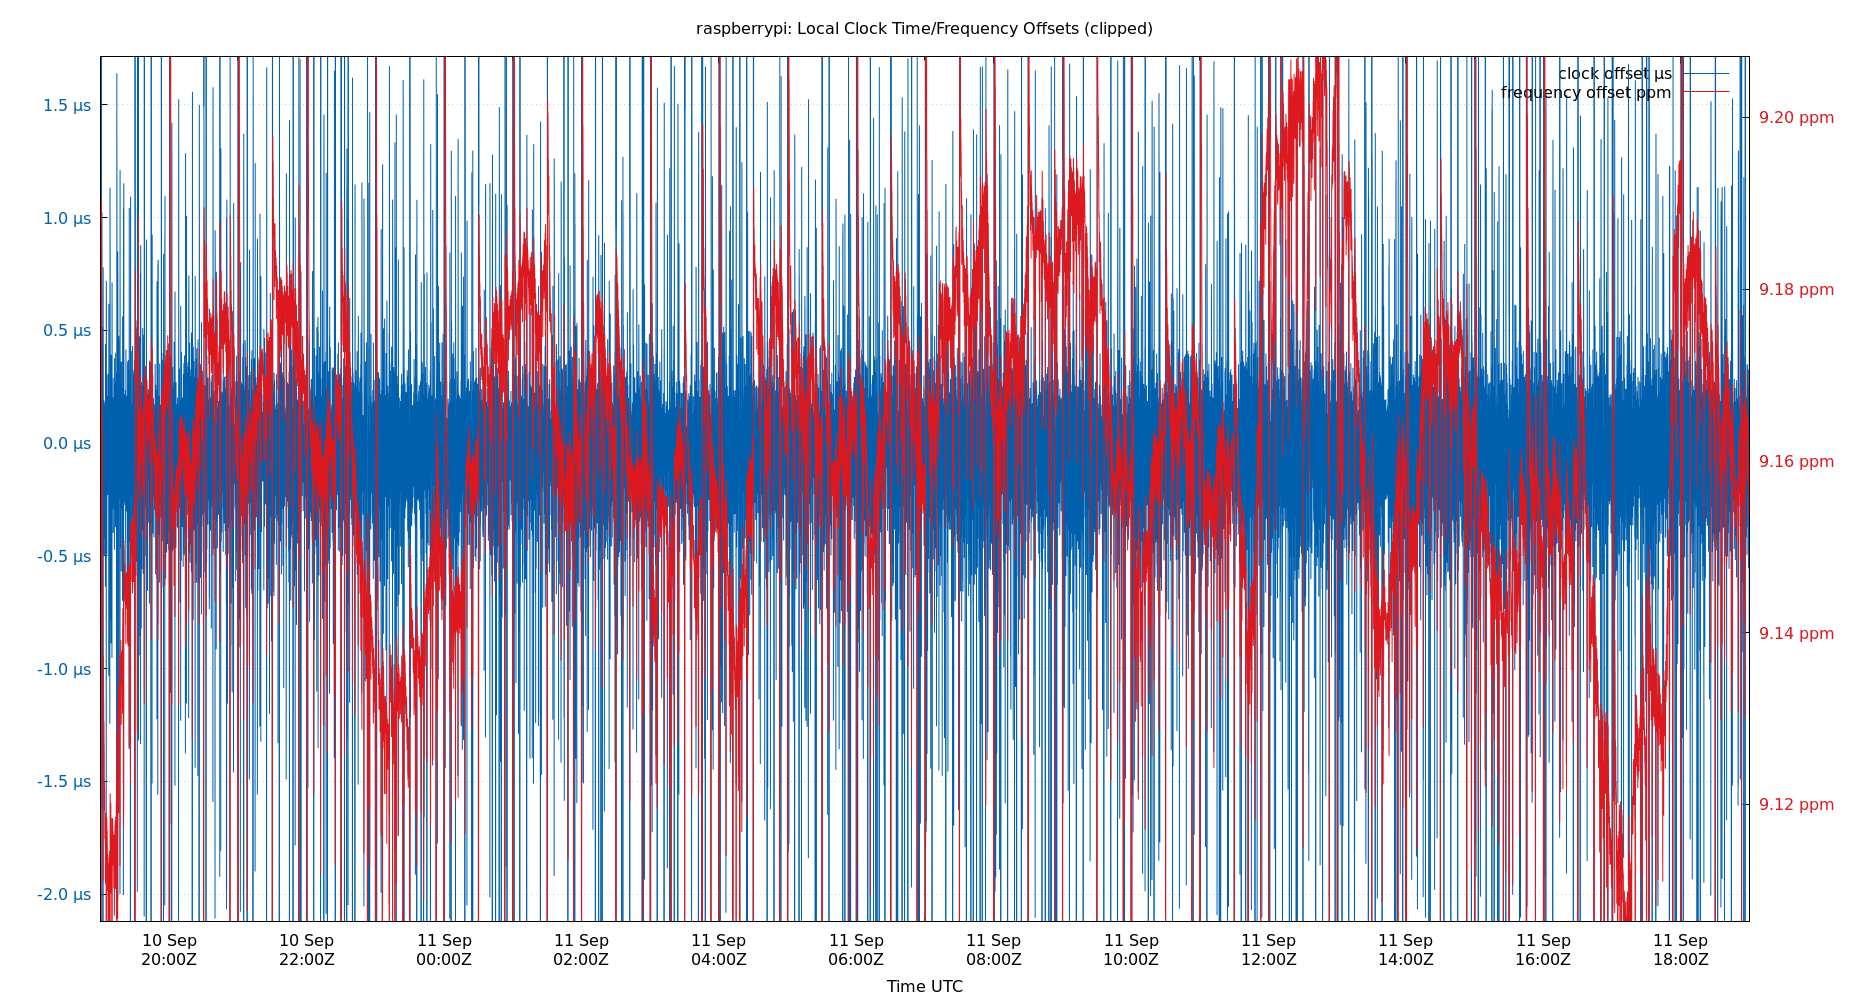 raspberrypi: Local Clock Time/Frequency Offsets (clipped)
clock offset µs
frequency offset ppm
1.5 µs
1.0 µs
0.5 µs
0.0 µs
-0.5 µs
-1.0 µs
-1.5 µs
-2.0 µs
9.20 ppm
9.18 ppm
9.16 ppm
9.14 ppm
9.12 ppm
10 Sep 10 Sep 11 Sep 11 Sep 11 Sep 11 Sep 11 Sep 11 Sep 11 Sep 11 Sep 11 Sep 11 Sep
20:00Z 22:00Z 00:00Z 02:00Z 04:00Z 06:00Z 08:00Z 10:00Z 12:00Z 14:00Z 16:00Z 18:00Z
Time UTC